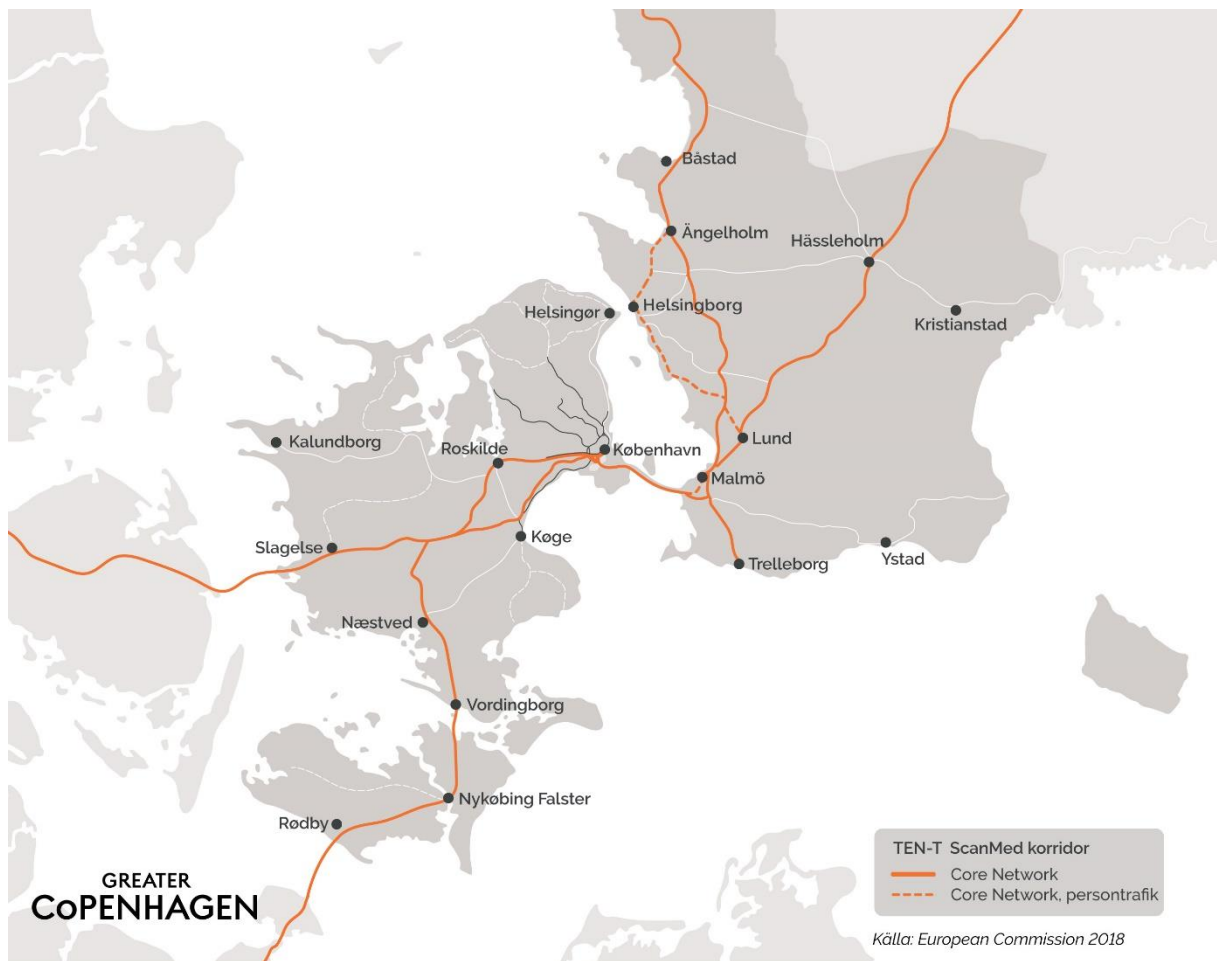 Båstad
Ängelholm
Hässleholm
Helsingør
Helsingborg
Kristianstad
Kalundborg
Roskilde
København
Lund
Malmö
Slagelse
Køge
Ystad
Trelleborg
Næstved
Vordingborg
Nykøbing Falster
Rødby
GREATER
COPENHAGEN
TEN-T ScanMed korridor
Core Network
Core Network, persontrafik
Källa: European Commission 2018